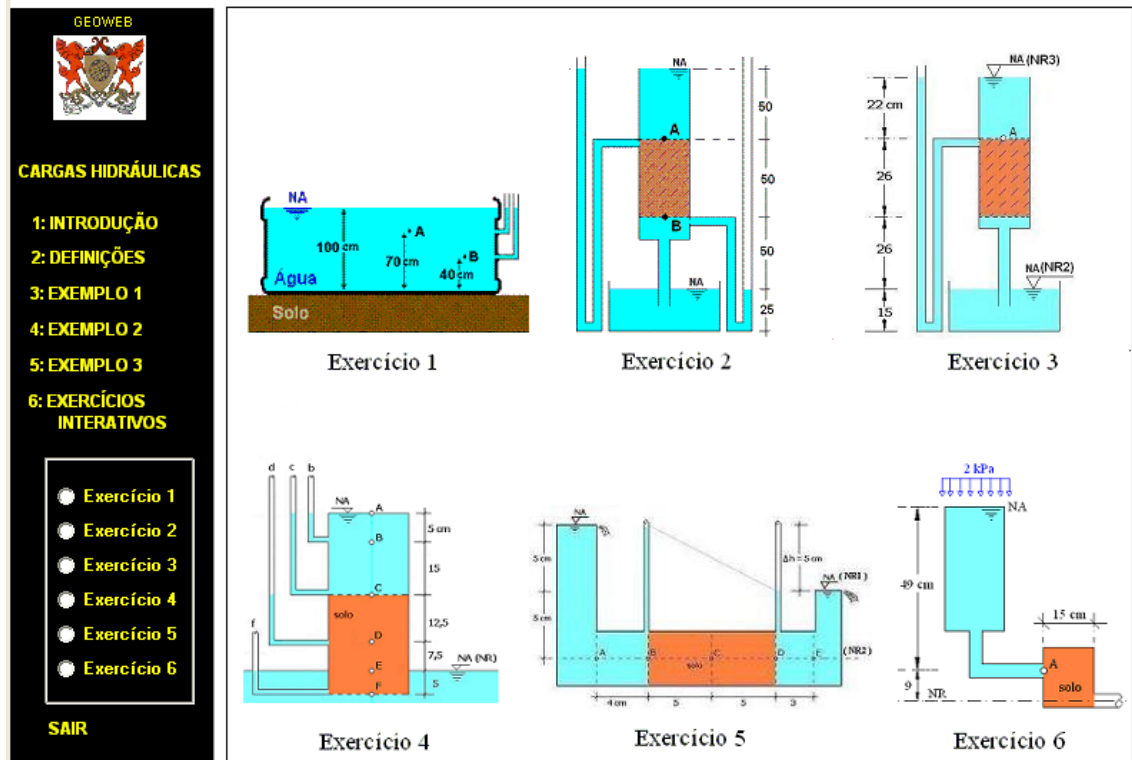 GEOWEB
CARGAS HIDRÁULICAS
1: INTRODUÇÃO
2: DEFINIÇÕES
3: EXEMPLO 1
4: EXEMPLO 2
5: EXEMPLO 3
6: EXERCÍCIOS
INTERATIVOS
Exercício 1
Exercício 2
Exercício 3
Exercício 4
Exercício 5
Exercício 6
SAIR
NA
100 cm
A
70 cm
B
40 cm
Água
Solo
Exercício 1
NA
50
A
50
B
50
NA
25
Exercício 2
NA (NR3)
22 cm
A
26
26
NA (NR2)
15
Exercício 3
d
c
b
NA
A
5 cm
B
15
C
solo
12,5
f
D
7,5
NA (NR)
E
5
F
Exercício 4
NA
5 cm
Δh = 5 cm
NA (NR1)
5 cm
A
B
C
D
E
(NR2)
solo
4 cm
5
5
3
Exercício 5
2 kPa
NA
49 cm
15 cm
A
9
NR
solo
Exercício 6